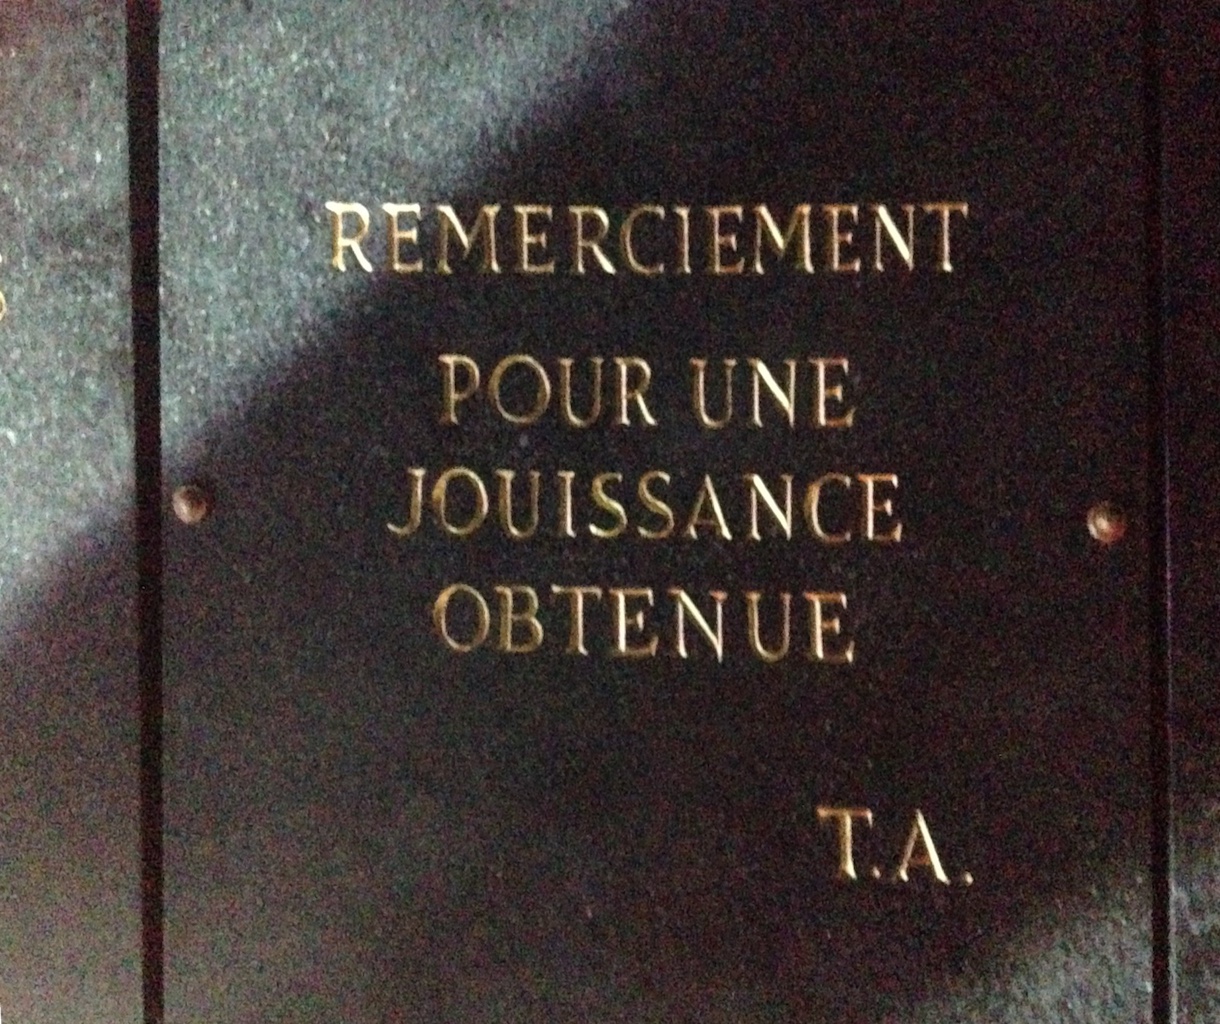 REMERCIEMENT
POUR UNE
JOUISSANCE
OBTENUE
T.A.